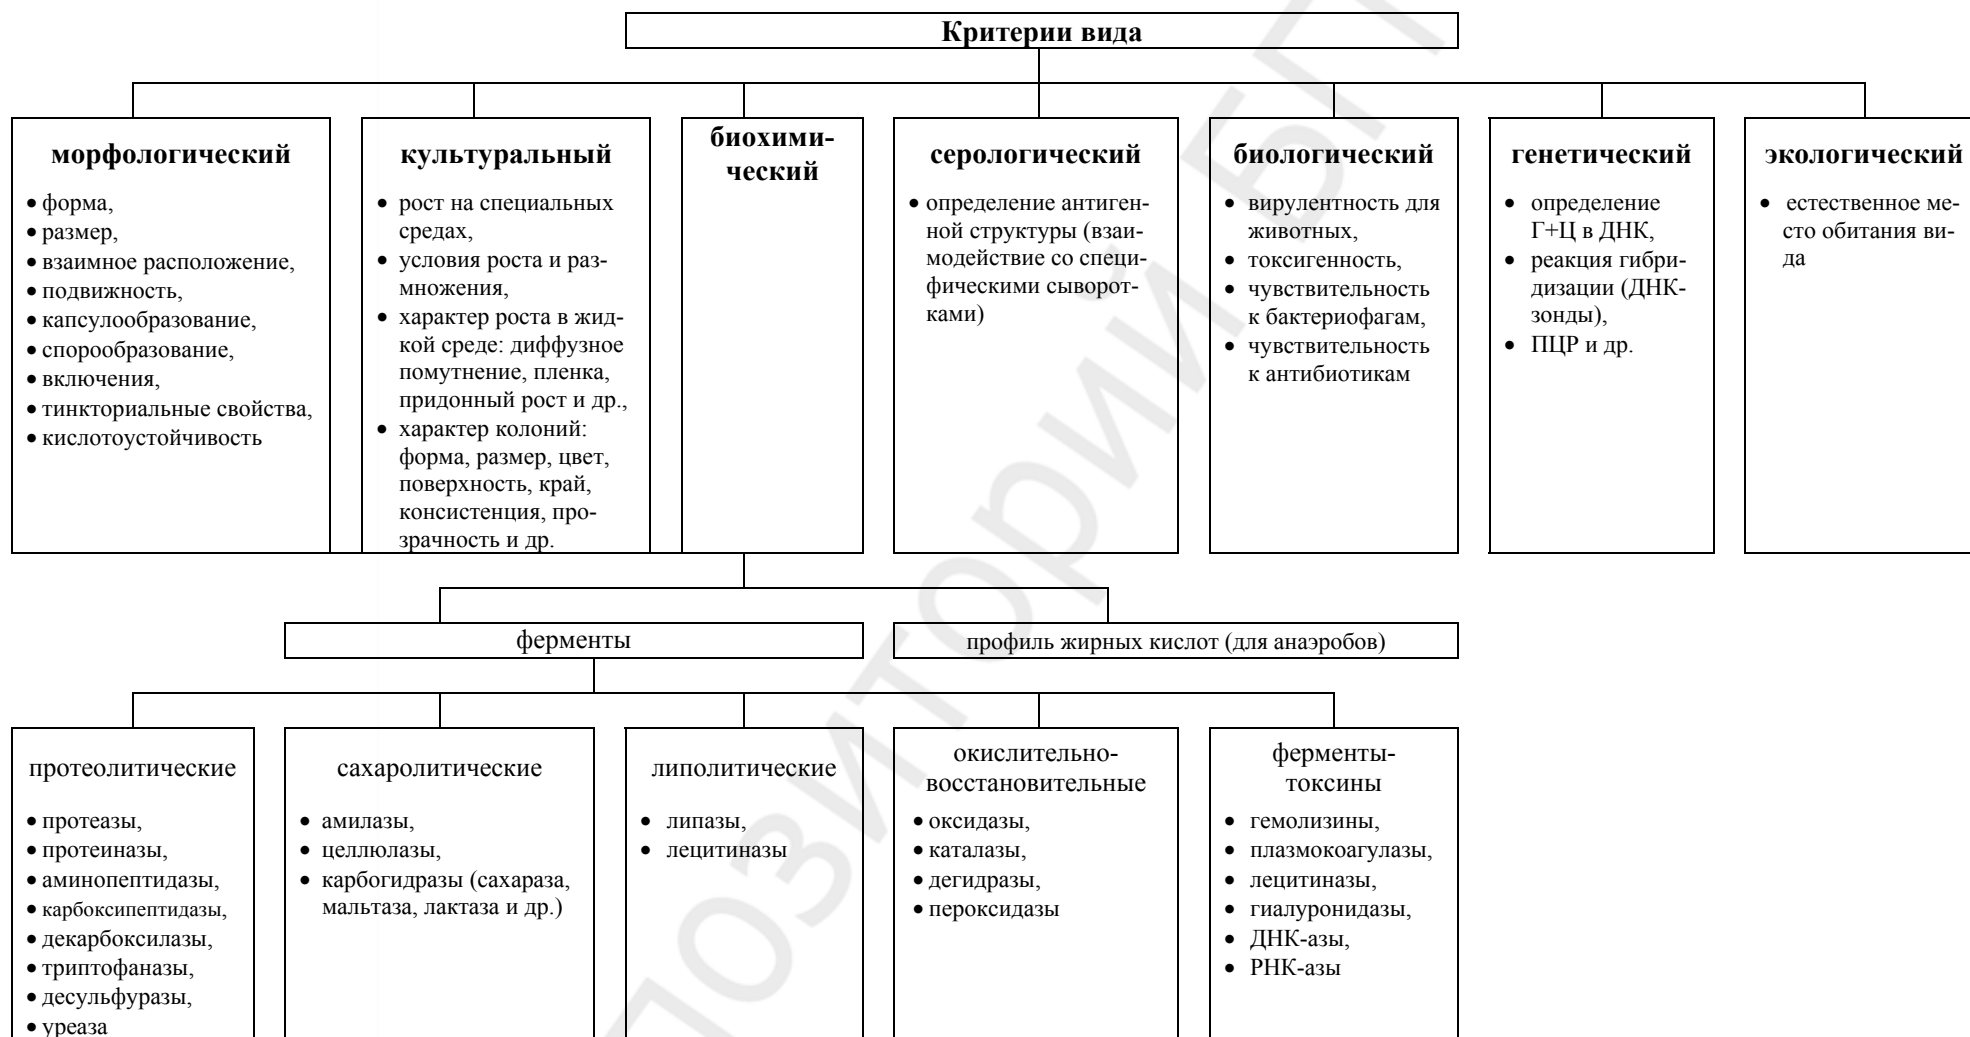 Критерии вида
морфологический
• форма,
• размер,
• взаимное расположение,
• подвижность,
• капсулообразование,
• спорообразование,
• включения,
• тинкториальные свойства,
• кислотоустойчивость
культуральный
• рост на специальных
средах,
• условия роста и раз-
множения,
• характер роста в жид-
кой среде: диффузное
помутнение, пленка,
придонный рост и др.,
• характер колоний:
форма, размер, цвет,
поверхность, край,
консистенция, про-
зрачность и др.
биохими-
ческий
серологический
• определение антиген-
ной структуры (взаи-
модействие со специ-
фическими сыворот-
ками)
биологический
• вирулентность для
животных,
• токсигенность,
• чувствительность
к бактериофагам,
• чувствительность
к антибиотикам
генетический
• определение
Г+Ц в ДНК,
• реакция гибри-
дизации (ДНК-
зонды),
• ПЦР и др.
экологический
• естественное ме-
сто обитания ви-
да
ферменты
профиль жирных кислот (для анаэробов)
протеолитические
• протеазы,
• протеиназы,
• аминопептидазы,
• карбоксипептидазы,
• декарбоксилазы,
• триптофаназы,
• десульфуразы,
• уреаза
сахаролитические
• амилазы,
• целлюлазы,
• карбогидразы (сахараза,
мальтаза, лактаза и др.)
липолитические
• липазы,
• лецитиназы
окислительно-
восстановительные
• оксидазы,
• каталазы,
• дегидразы,
• пероксидазы
ферменты-
токсины
• гемолизины,
• плазмокоагулазы,
• лецитиназы,
• гиалуронидазы,
• ДНК-азы,
• РНК-азы